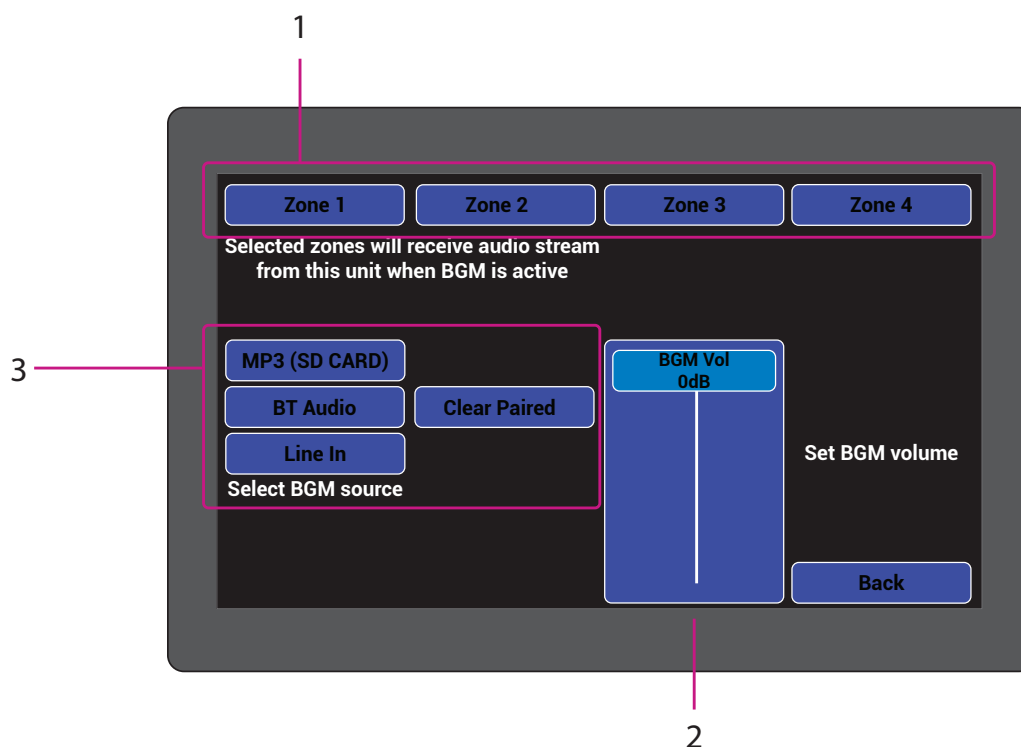 1
Zone 1
Zone 2
Zone 3
Zone 4
Selected zones will receive audio stream
from this unit when BGM is active
3
MP3 (SD CARD)
BT Audio
Clear Paired
Line In
Select BGM source
BGM Vol
0dB
Set BGM volume
Back
2